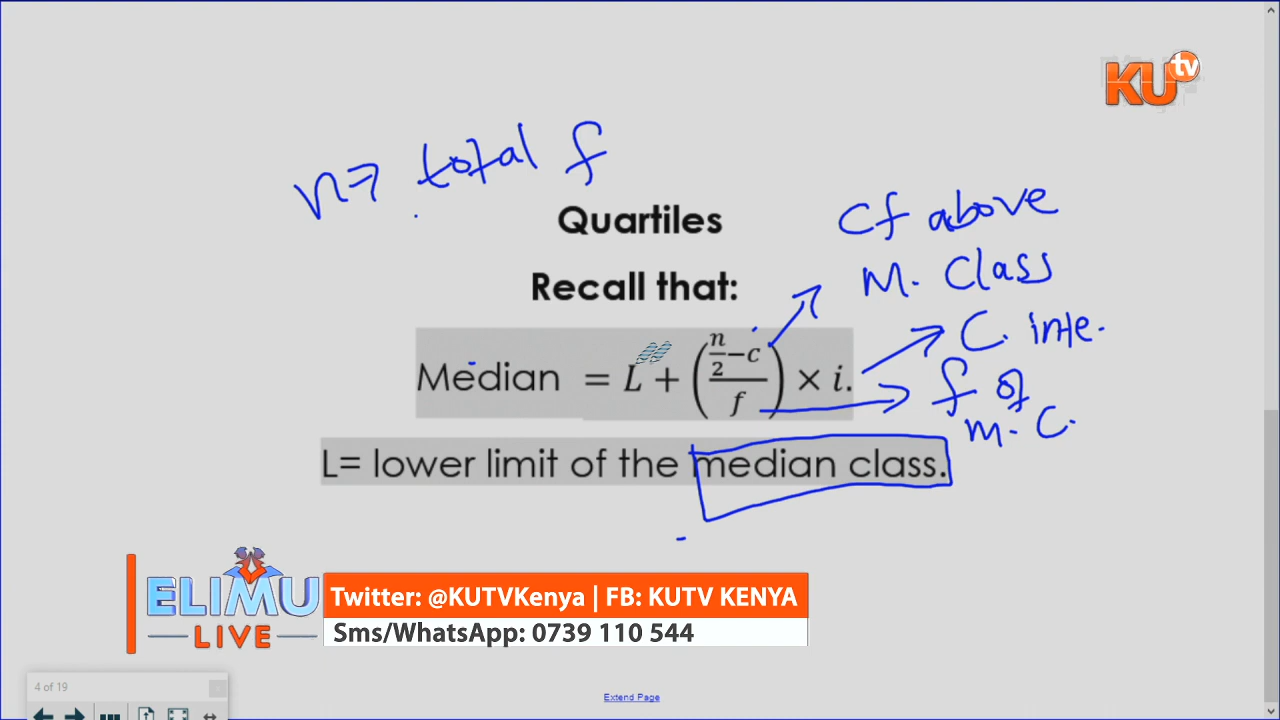 KU tv
n⇒ total f
Quartiles
Cf above
M. Class
Recall that:
C. inte.
Median = L + ((n/2 − c)/f) × i.
f of
m. C.
L= lower limit of the median class.
ELIMU
LIVE
Twitter: @KUTVKenya | FB: KUTV KENYA
Sms/WhatsApp: 0739 110 544
4 of 19
Extend Page